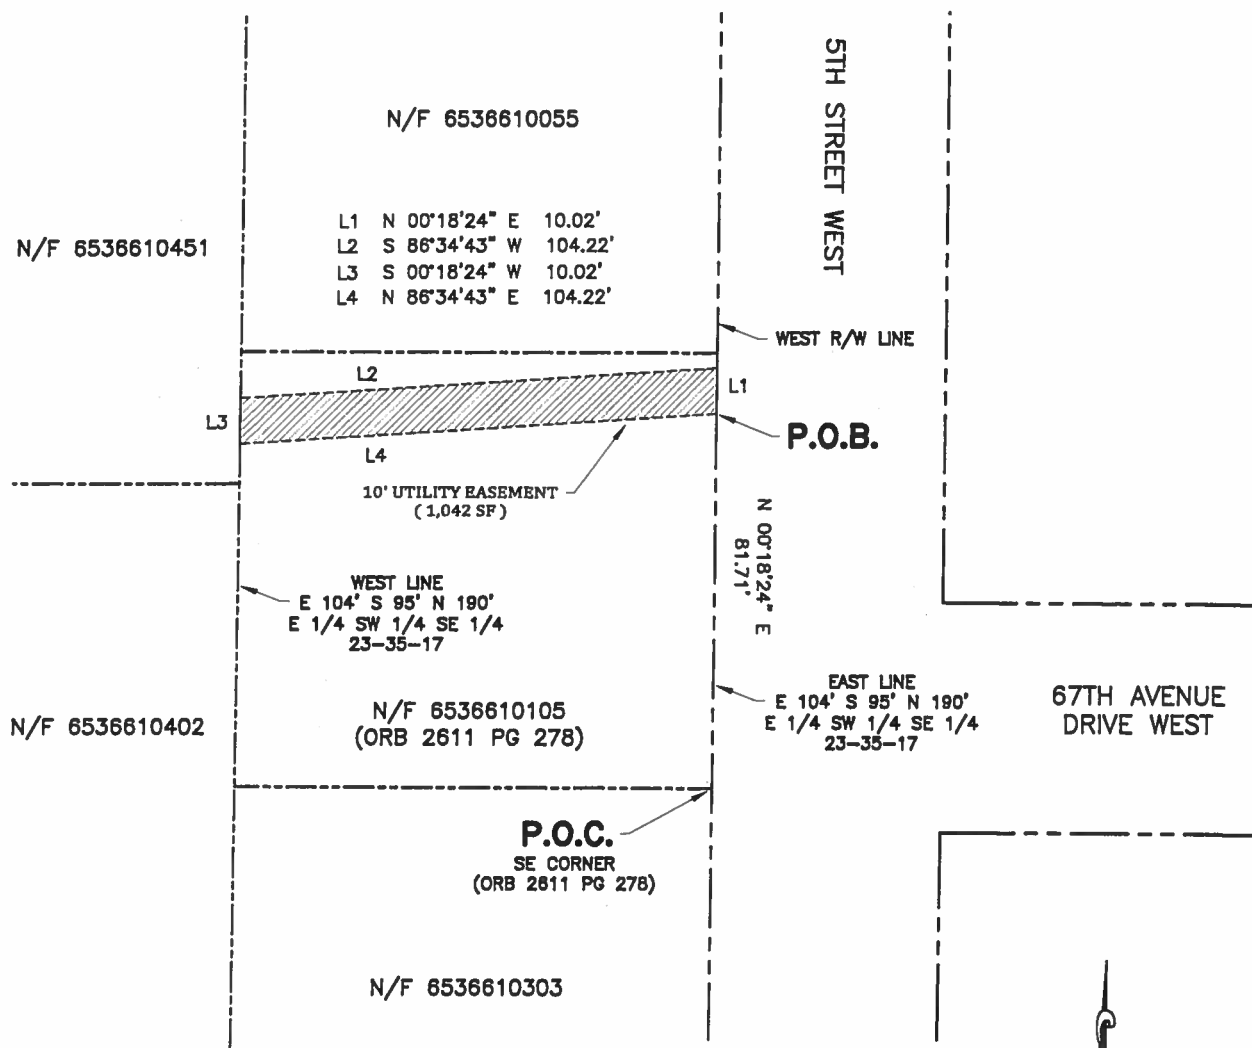 5TH STREET WEST
N/F 6536610055
N/F 6536610451
L1 N 00°18'24" E 10.02'
L2 S 86°34'43" W 104.22'
L3 S 00°18'24" W 10.02'
L4 N 86°34'43" E 104.22'
WEST R/W LINE
L2
L1
L3
P.O.B.
L4
10' UTILITY EASEMENT
( 1,042 SF )
N 00°18'24" E
81.71'
WEST LINE
E 104' S 95' N 190'
E 1/4 SW 1/4 SE 1/4
23-35-17
EAST LINE
E 104' S 95' N 190'
E 1/4 SW 1/4 SE 1/4
23-35-17
67TH AVENUE
DRIVE WEST
N/F 6536610402
N/F 6536610105
(ORB 2611 PG 278)
P.O.C.
SE CORNER
(ORB 2611 PG 278)
N/F 6536610303